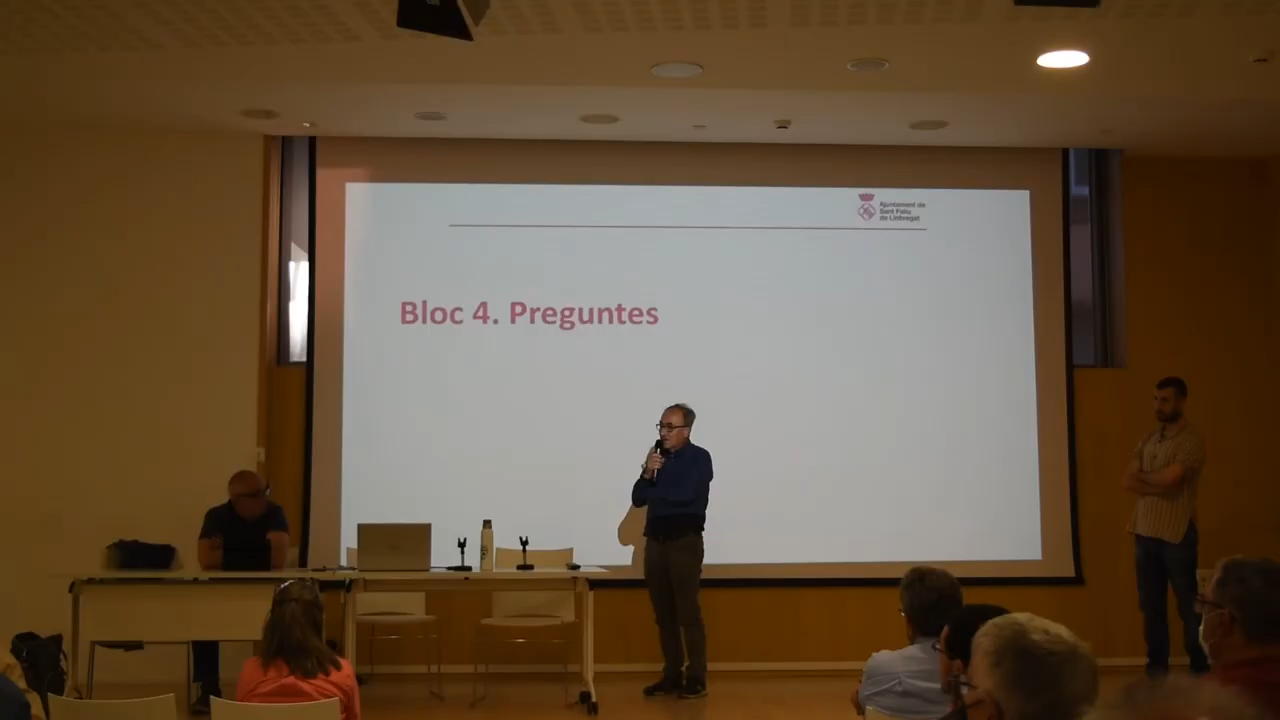 Ajuntament de
Sant Feliu
de Llobregat
Bloc 4. Preguntes